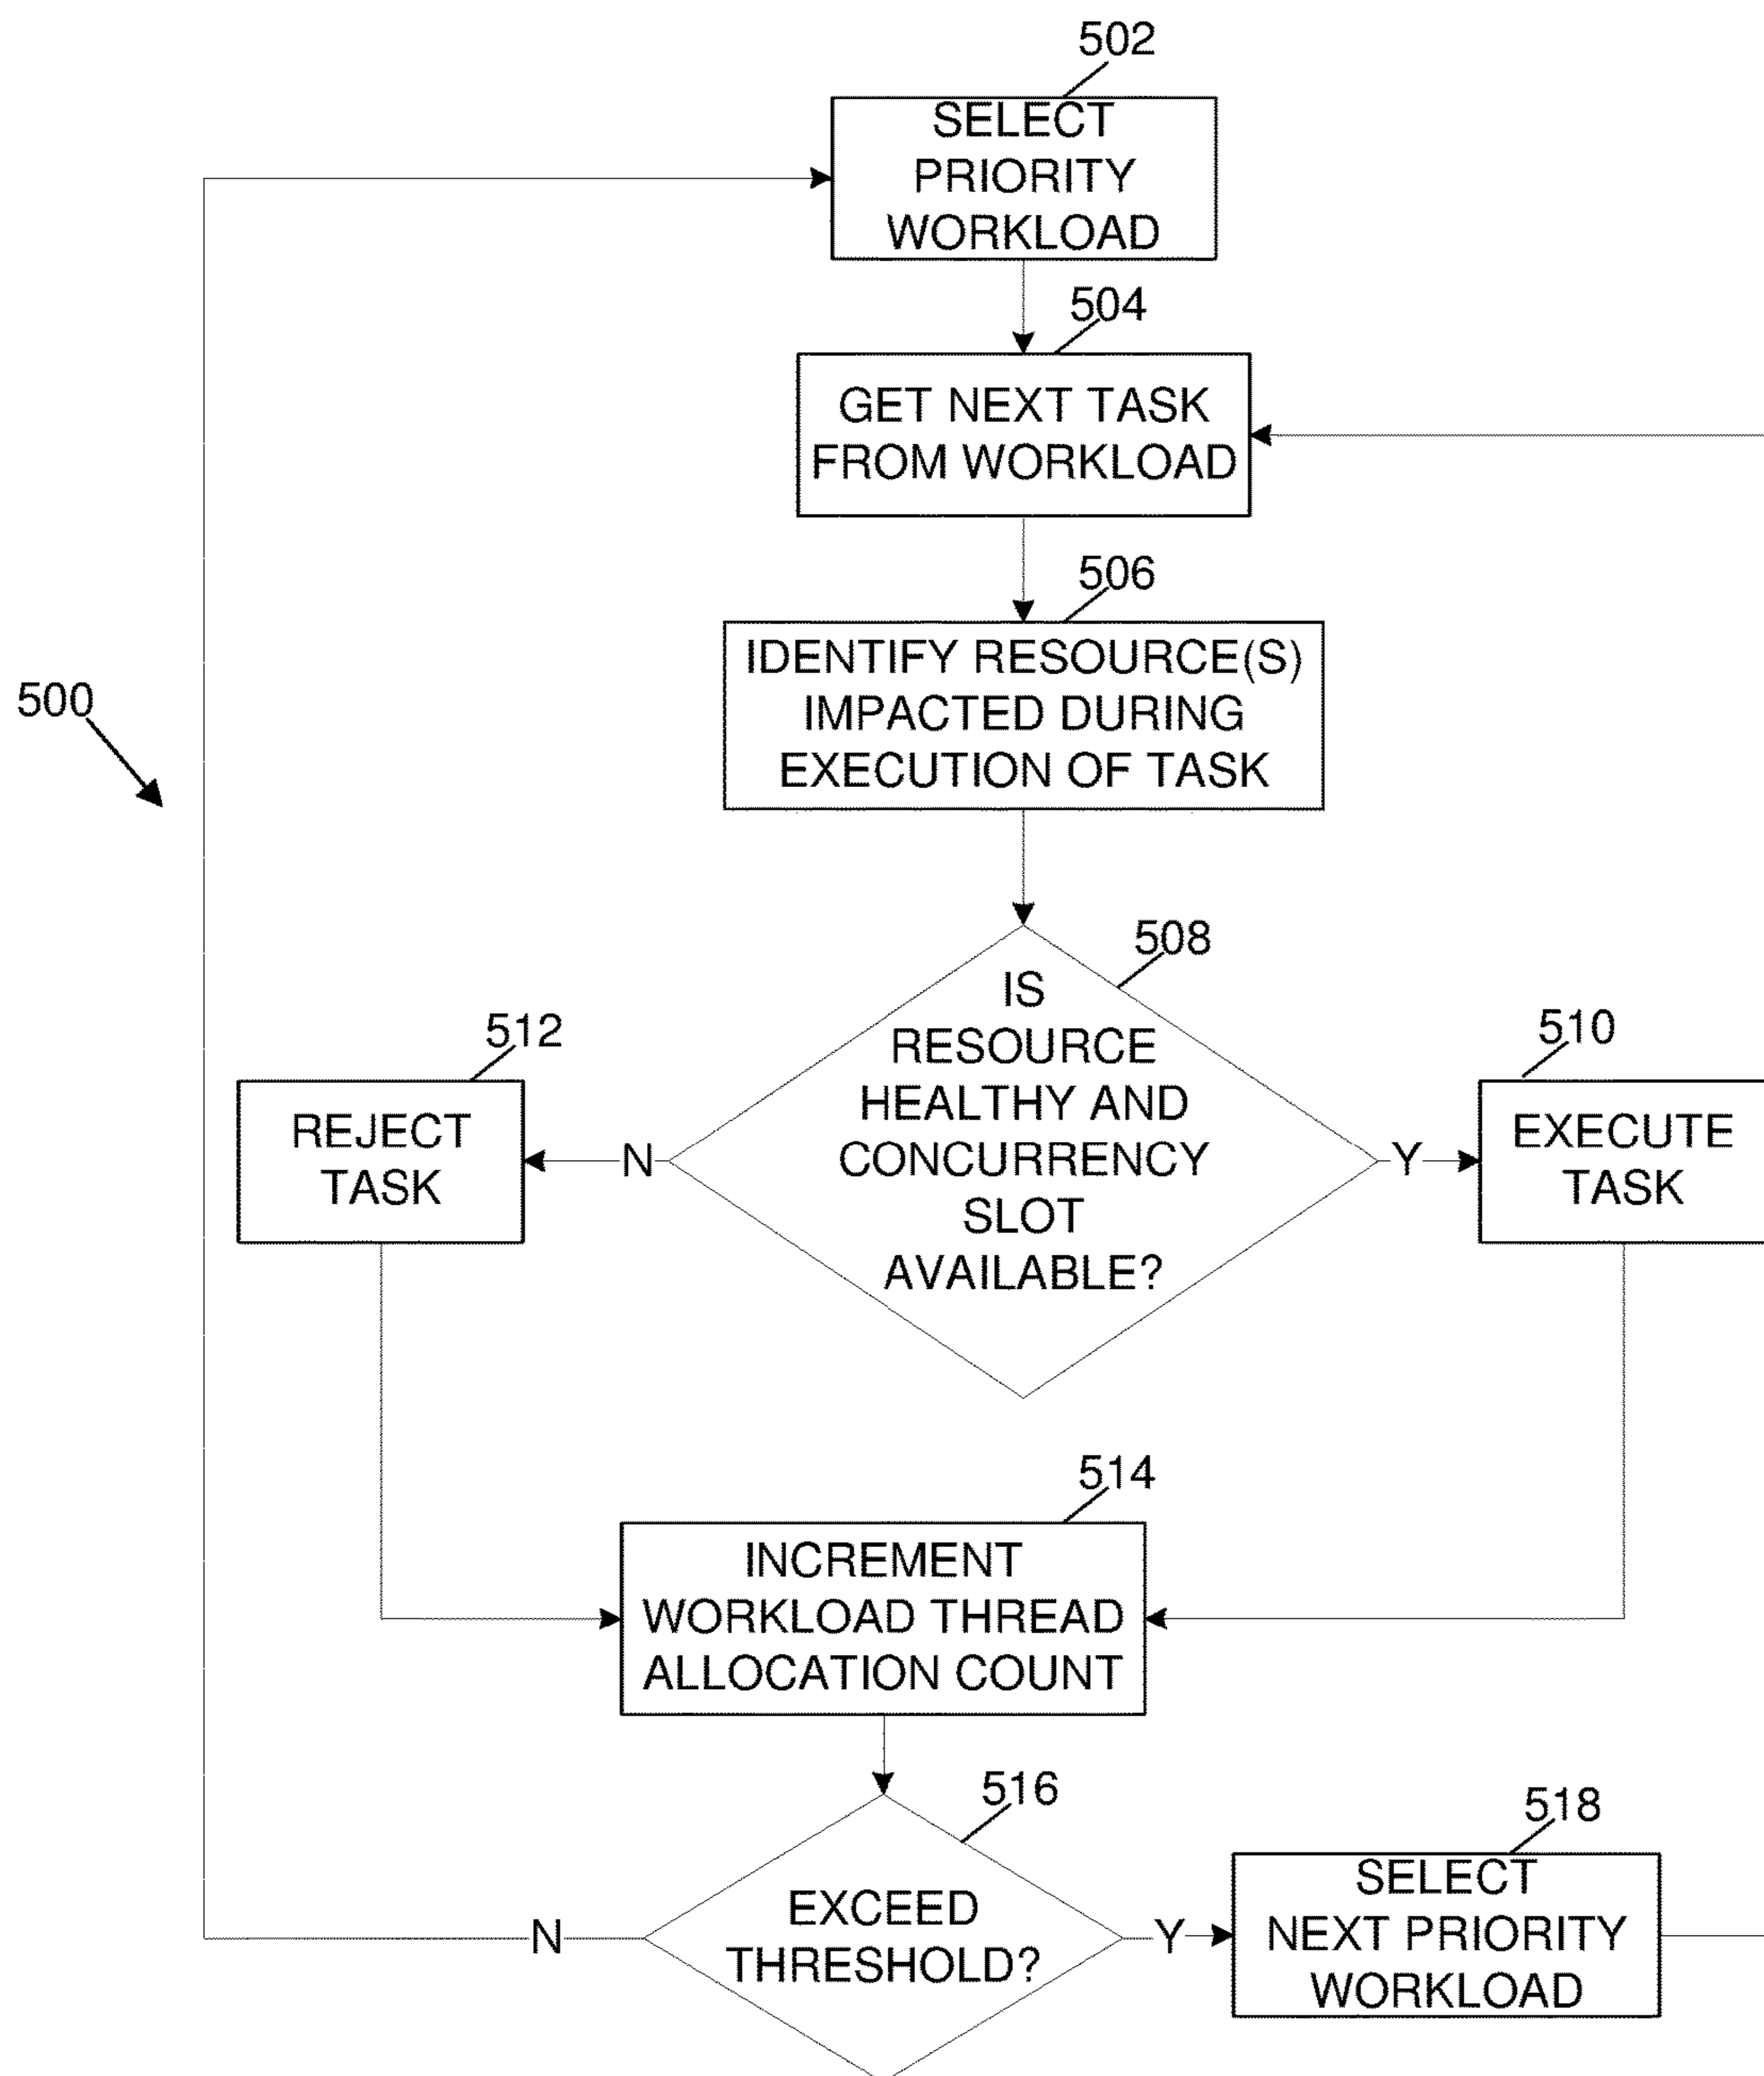 502
SELECT
PRIORITY
WORKLOAD
504
GET NEXT TASK
FROM WORKLOAD
506
IDENTIFY RESOURCE(S)
IMPACTED DURING
EXECUTION OF TASK
500
508
IS
RESOURCE
HEALTHY AND
CONCURRENCY
SLOT
AVAILABLE?
512
REJECT
TASK
N
Y
510
EXECUTE
TASK
514
INCREMENT
WORKLOAD THREAD
ALLOCATION COUNT
516
EXCEED
THRESHOLD?
N
Y
518
SELECT
NEXT PRIORITY
WORKLOAD